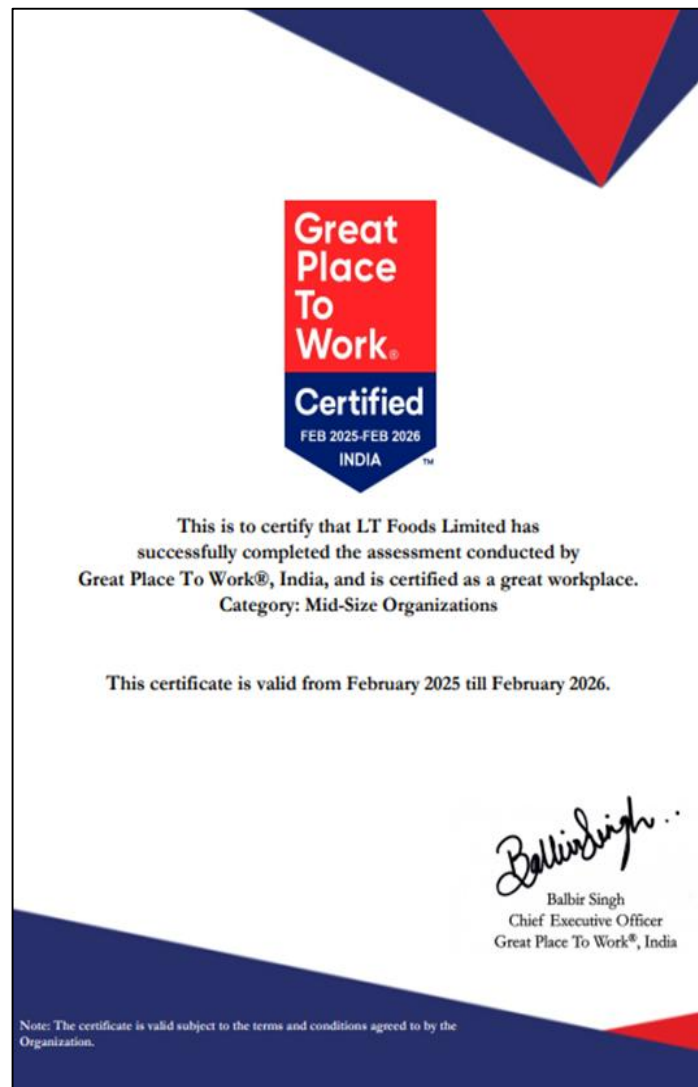 Great
Place
To
Work®
Certified
FEB 2025-FEB 2026
INDIA
™
This is to certify that LT Foods Limited has
successfully completed the assessment conducted by
Great Place To Work®, India, and is certified as a great workplace.
Category: Mid-Size Organizations
This certificate is valid from February 2025 till February 2026.
Balbir Singh
Balbir Singh
Chief Executive Officer
Great Place To Work®, India
Note: The certificate is valid subject to the terms and conditions agreed to by the
Organization.